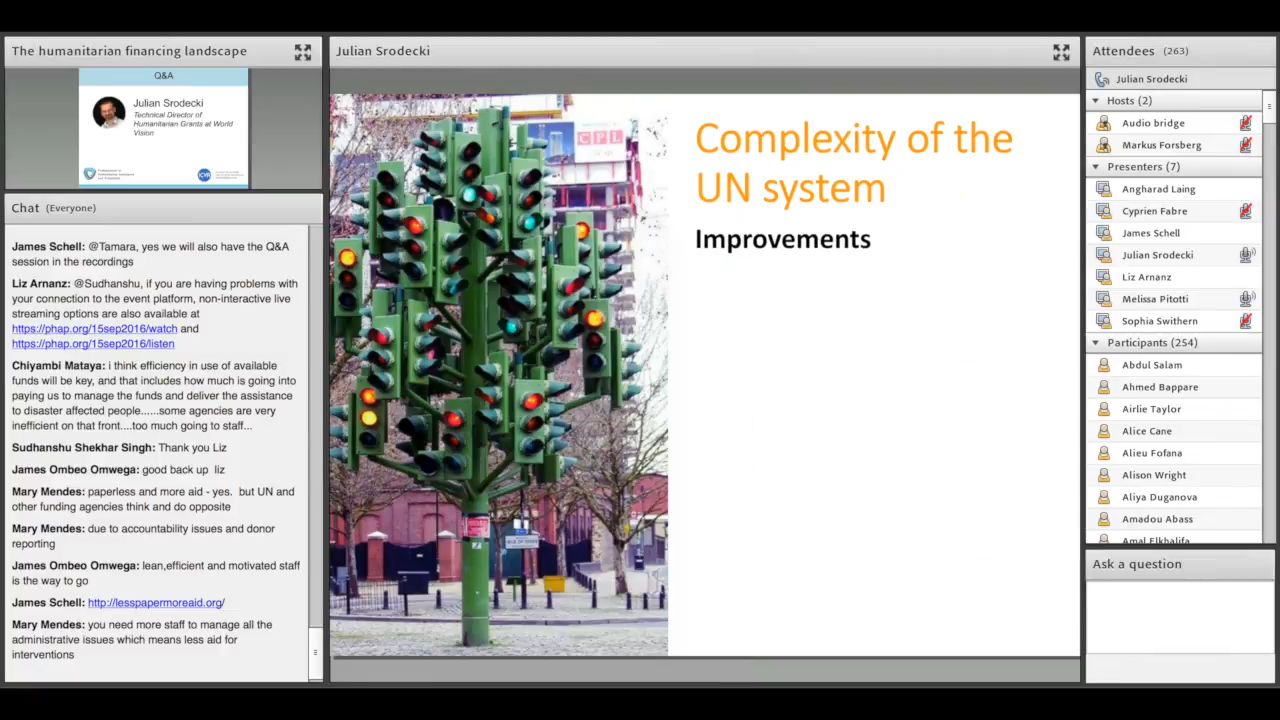 The humanitarian financing landscape
Q&A
Julian Srodecki
Technical Director of
Humanitarian Grants at World
Vision
ICVA
Chat (Everyone)
James Schell: @Tamara, yes we will also have the Q&A
session in the recordings
Liz Arnanz: @Sudhanshu, if you are having problems with
your connection to the event platform, non-interactive live
streaming options are also available at
https://phap.org/15sep2016/watch and
https://phap.org/15sep2016/listen
Chiyambi Mataya: i think efficiency in use of available
funds will be key, and that includes how much is going into
paying us to manage the funds and deliver the assistance
to disaster affected people......some agencies are very
inefficient on that front....too much going to staff...
Sudhanshu Shekhar Singh: Thank you Liz
James Ombeo Omwega: good back up liz
Mary Mendes: paperless and more aid - yes. but UN and
other funding agencies think and do opposite
Mary Mendes: due to accountability issues and donor
reporting
James Ombeo Omwega: lean,efficient and motivated staff
is the way to go
James Schell: http://lesspapermoreaid.org/
Mary Mendes: you need more staff to manage all the
administrative issues which means less aid for
interventions
Julian Srodecki
CPL
Complexity of the
UN system
Improvements
Attendees (263)
Julian Srodecki
Hosts (2)
Audio bridge
Markus Forsberg
Presenters (7)
Angharad Laing
Cyprien Fabre
James Schell
Julian Srodecki
Liz Arnanz
Melissa Pitotti
Sophia Swithern
Participants (254)
Abdul Salam
Ahmed Bappare
Airlie Taylor
Alice Cane
Alieu Fofana
Alison Wright
Aliya Duganova
Amadou Abass
Amal Elkhalifa
Ask a question